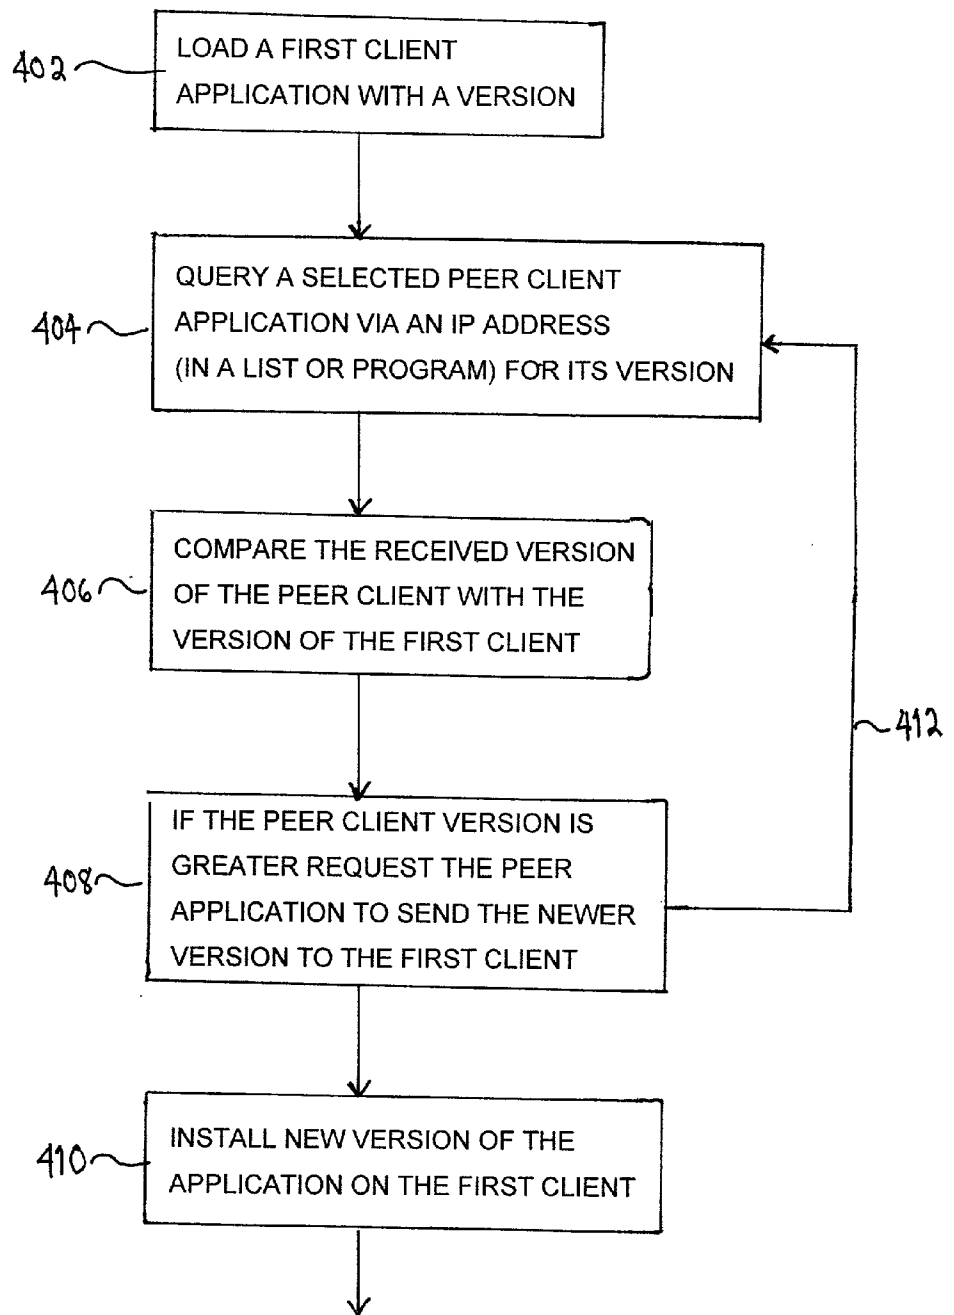 402
LOAD A FIRST CLIENT
APPLICATION WITH A VERSION
404
QUERY A SELECTED PEER CLIENT
APPLICATION VIA AN IP ADDRESS
(IN A LIST OR PROGRAM) FOR ITS VERSION
406
COMPARE THE RECEIVED VERSION
OF THE PEER CLIENT WITH THE
VERSION OF THE FIRST CLIENT
412
408
IF THE PEER CLIENT VERSION IS
GREATER REQUEST THE PEER
APPLICATION TO SEND THE NEWER
VERSION TO THE FIRST CLIENT
410
INSTALL NEW VERSION OF THE
APPLICATION ON THE FIRST CLIENT